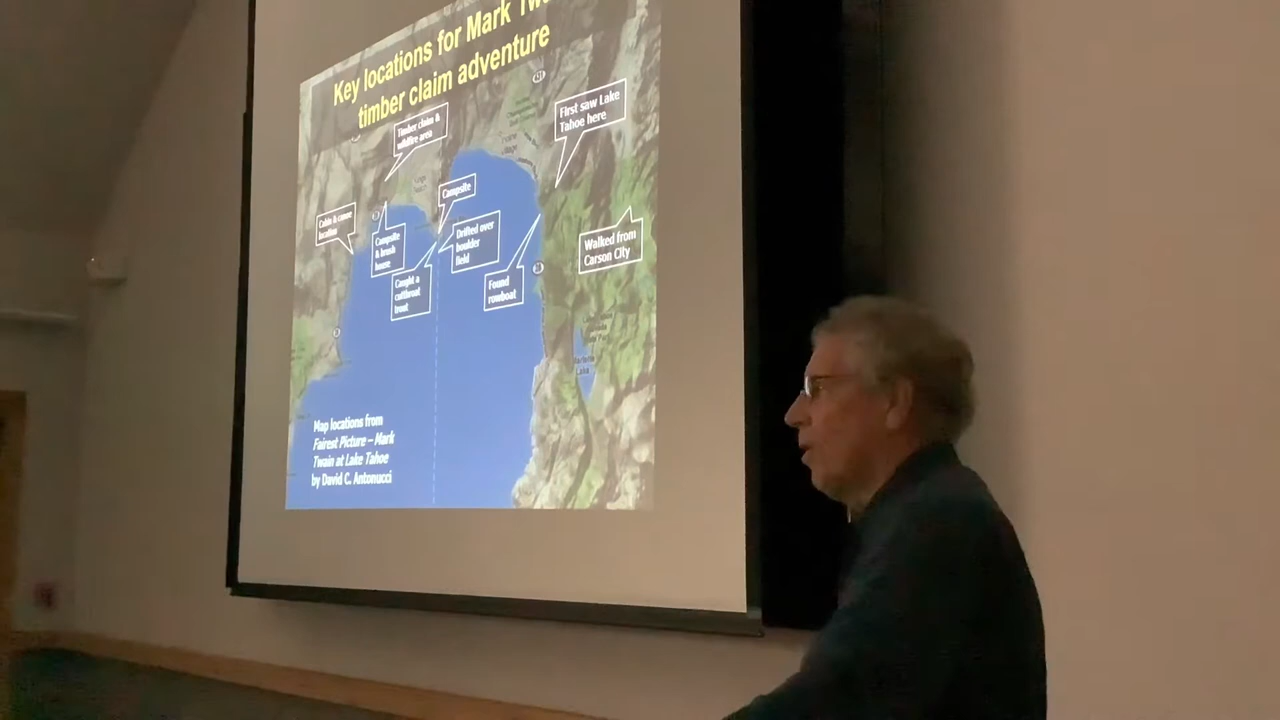 Key locations for Mark Tw
timber claim adventure
Timber claim &
wildfire area
First saw Lake
Tahoe here
Campsite
Cabin & canoe
location
Campsite
& brush
house
Drifted over
boulder
field
Walked from
Carson City
Caught a
cutthroat
trout
Found
rowboat
Marlette
Lake
Map locations from
Fairest Picture – Mark
Twain at Lake Tahoe
by David C. Antonucci